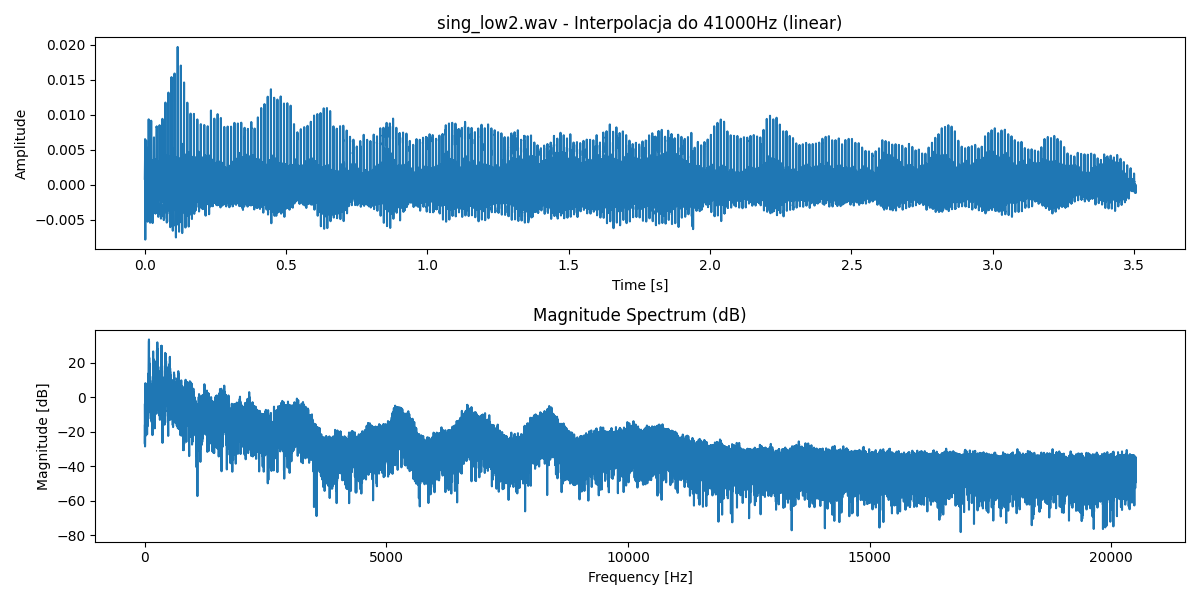 sing_low2.wav - Interpolacja do 41000Hz (linear)
0.020
0.015
0.010
0.005
0.000
−0.005
Amplitude
0.0 0.5 1.0 1.5 2.0 2.5 3.0 3.5
Time [s]
Magnitude Spectrum (dB)
20
0
−20
−40
−60
−80
Magnitude [dB]
0 5000 10000 15000 20000
Frequency [Hz]